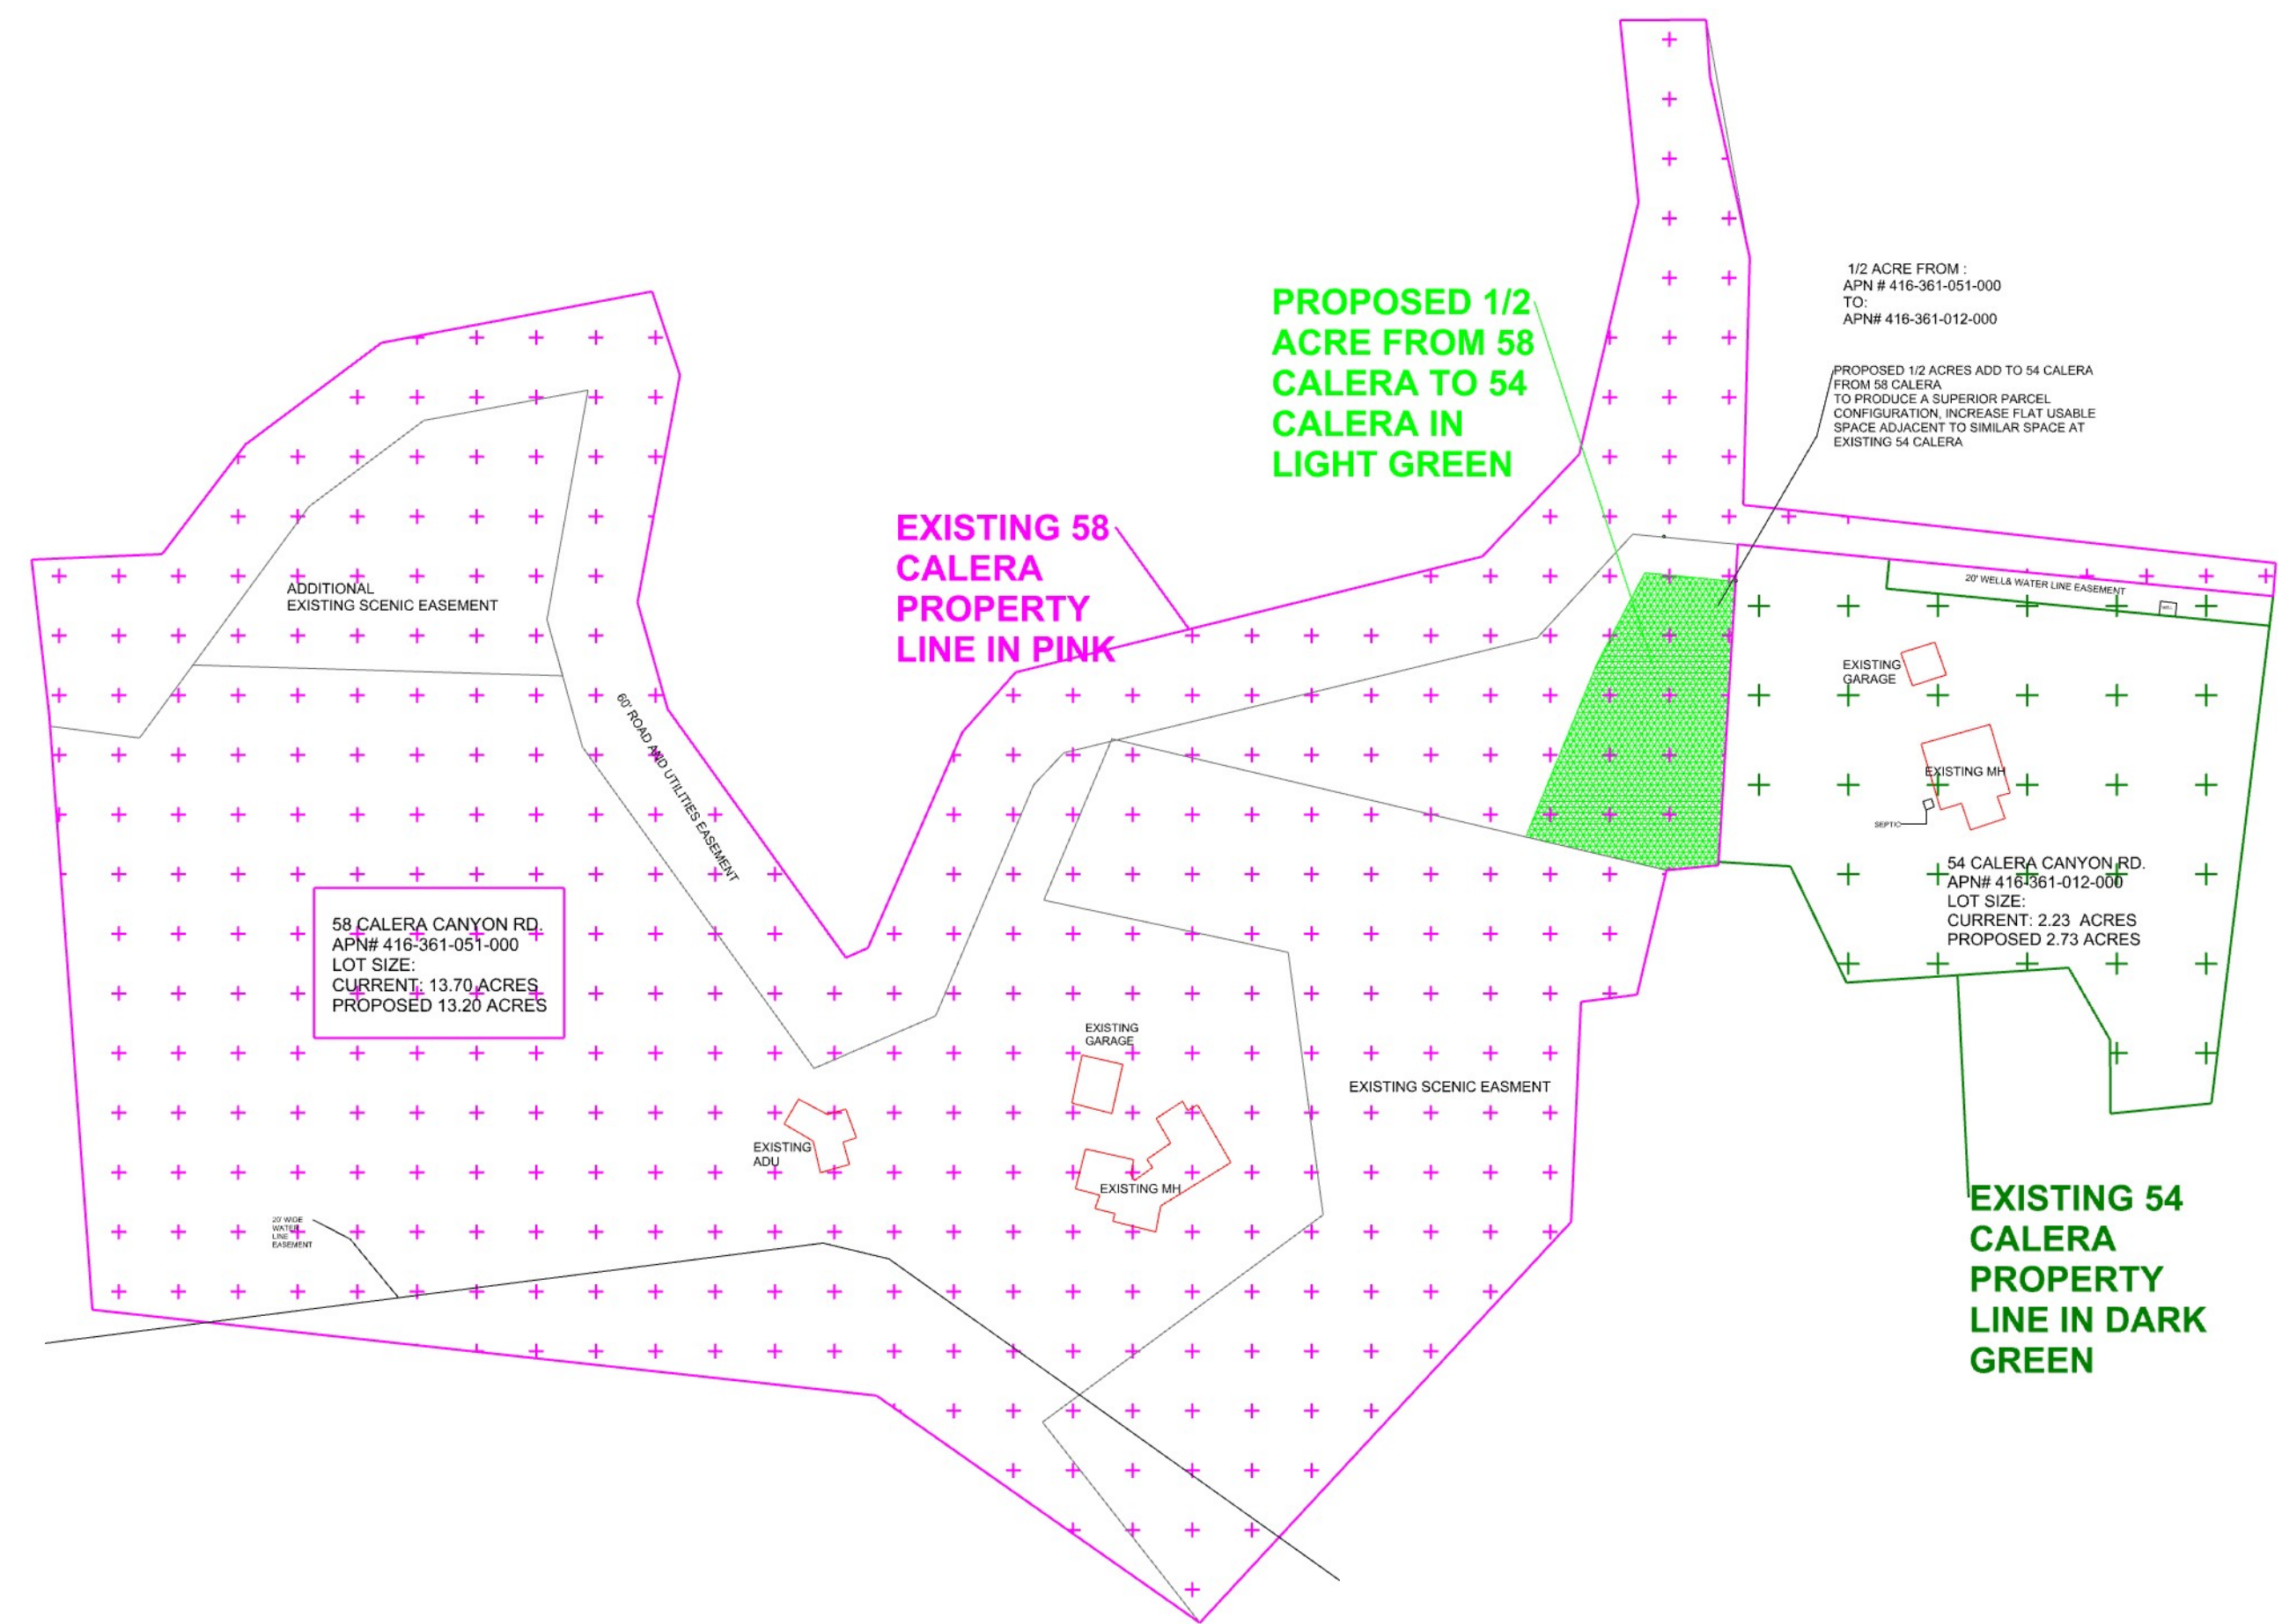 1/2 ACRE FROM :
APN # 416-361-051-000
TO:
APN# 416-361-012-000
PROPOSED 1/2
ACRE FROM 58
CALERA TO 54
CALERA IN
LIGHT GREEN
PROPOSED 1/2 ACRES ADD TO 54 CALERA
FROM 58 CALERA
TO PRODUCE A SUPERIOR PARCEL
CONFIGURATION, INCREASE FLAT USABLE
SPACE ADJACENT TO SIMILAR SPACE AT
EXISTING 54 CALERA
EXISTING 58
CALERA
PROPERTY
LINE IN PINK
ADDITIONAL
EXISTING SCENIC EASEMENT
20' WELL& WATER LINE EASEMENT
WELL
EXISTING
GARAGE
60' ROAD AND UTILITIES EASEMENT
EXISTING MH
SEPTIC
54 CALERA CANYON RD.
APN# 416-361-012-000
LOT SIZE:
CURRENT: 2.23 ACRES
PROPOSED 2.73 ACRES
58 CALERA CANYON RD.
APN# 416-361-051-000
LOT SIZE:
CURRENT: 13.70 ACRES
PROPOSED 13.20 ACRES
EXISTING
GARAGE
EXISTING SCENIC EASMENT
EXISTING
ADU
EXISTING MH
20' WIDE
WATER
LINE
EASEMENT
EXISTING 54
CALERA
PROPERTY
LINE IN DARK
GREEN